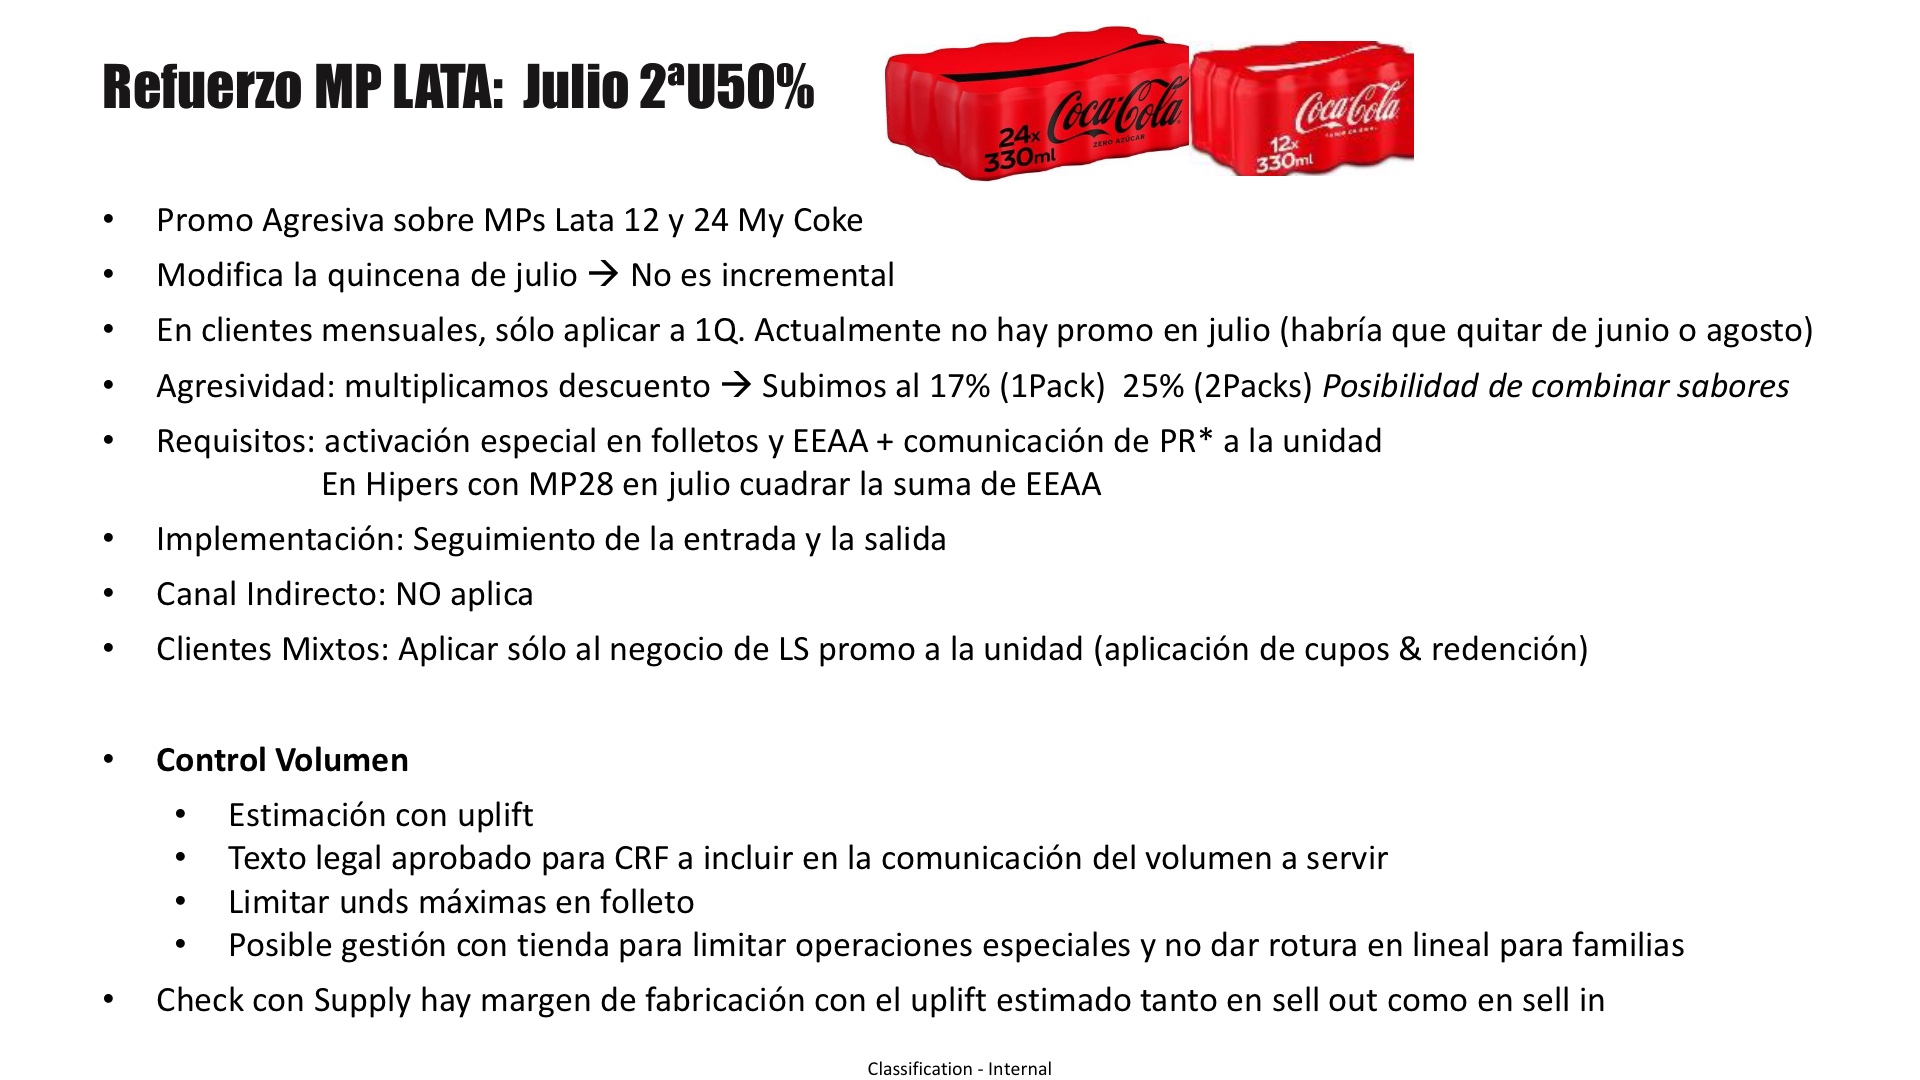 Refuerzo MP LATA: Julio 2ªU50%
24x
330ml
Coca-Cola
ZERO AZÚCAR
12x
330ml
Coca-Cola
• Promo Agresiva sobre MPs Lata 12 y 24 My Coke
• Modifica la quincena de julio → No es incremental
• En clientes mensuales, sólo aplicar a 1Q. Actualmente no hay promo en julio (habría que quitar de junio o agosto)
• Agresividad: multiplicamos descuento → Subimos al 17% (1Pack) 25% (2Packs) Posibilidad de combinar sabores
• Requisitos: activación especial en folletos y EEAA + comunicación de PR* a la unidad
En Hipers con MP28 en julio cuadrar la suma de EEAA
• Implementación: Seguimiento de la entrada y la salida
• Canal Indirecto: NO aplica
• Clientes Mixtos: Aplicar sólo al negocio de LS promo a la unidad (aplicación de cupos & redención)
• Control Volumen
• Estimación con uplift
• Texto legal aprobado para CRF a incluir en la comunicación del volumen a servir
• Limitar unds máximas en folleto
• Posible gestión con tienda para limitar operaciones especiales y no dar rotura en lineal para familias
• Check con Supply hay margen de fabricación con el uplift estimado tanto en sell out como en sell in
Classification - Internal